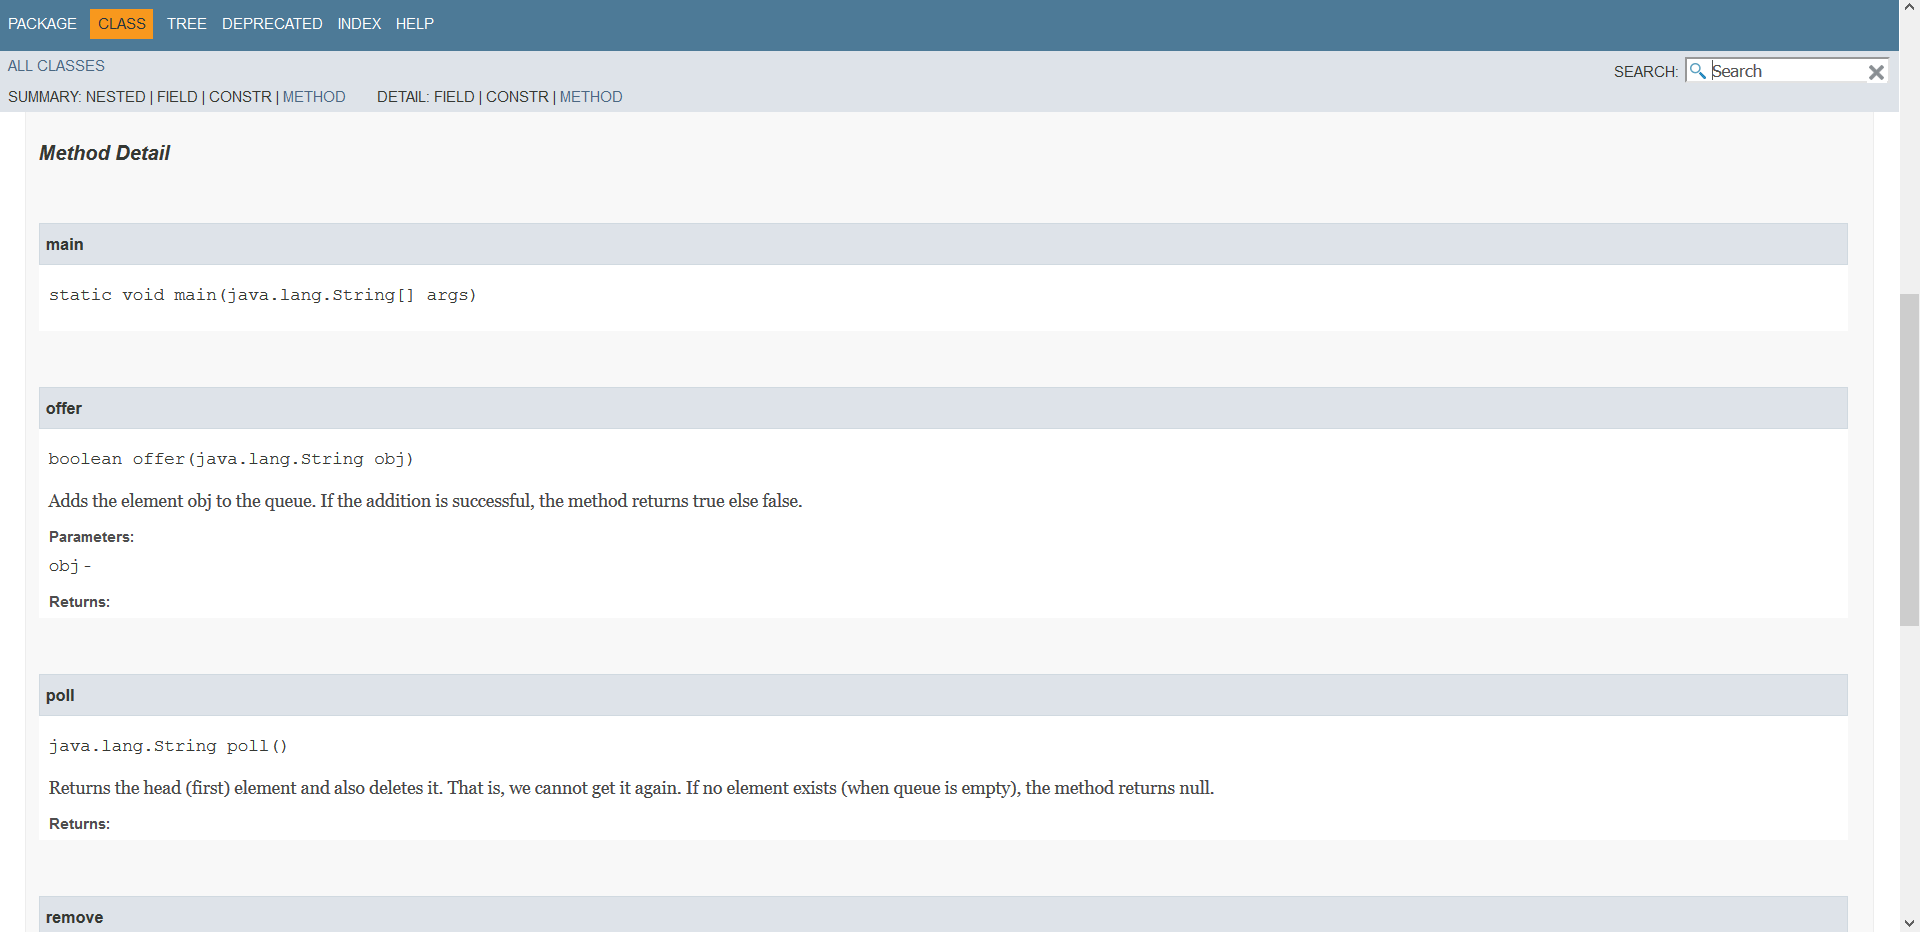 PACKAGE CLASS TREE DEPRECATED INDEX HELP
ALL CLASSES
SEARCH: Search
SUMMARY: NESTED | FIELD | CONSTR | METHOD DETAIL: FIELD | CONSTR | METHOD
Method Detail
main
static void main(java.lang.String[] args)
offer
boolean offer(java.lang.String obj)
Adds the element obj to the queue. If the addition is successful, the method returns true else false.
Parameters:
obj -
Returns:
poll
java.lang.String poll()
Returns the head (first) element and also deletes it. That is, we cannot get it again. If no element exists (when queue is empty), the method returns null.
Returns:
remove